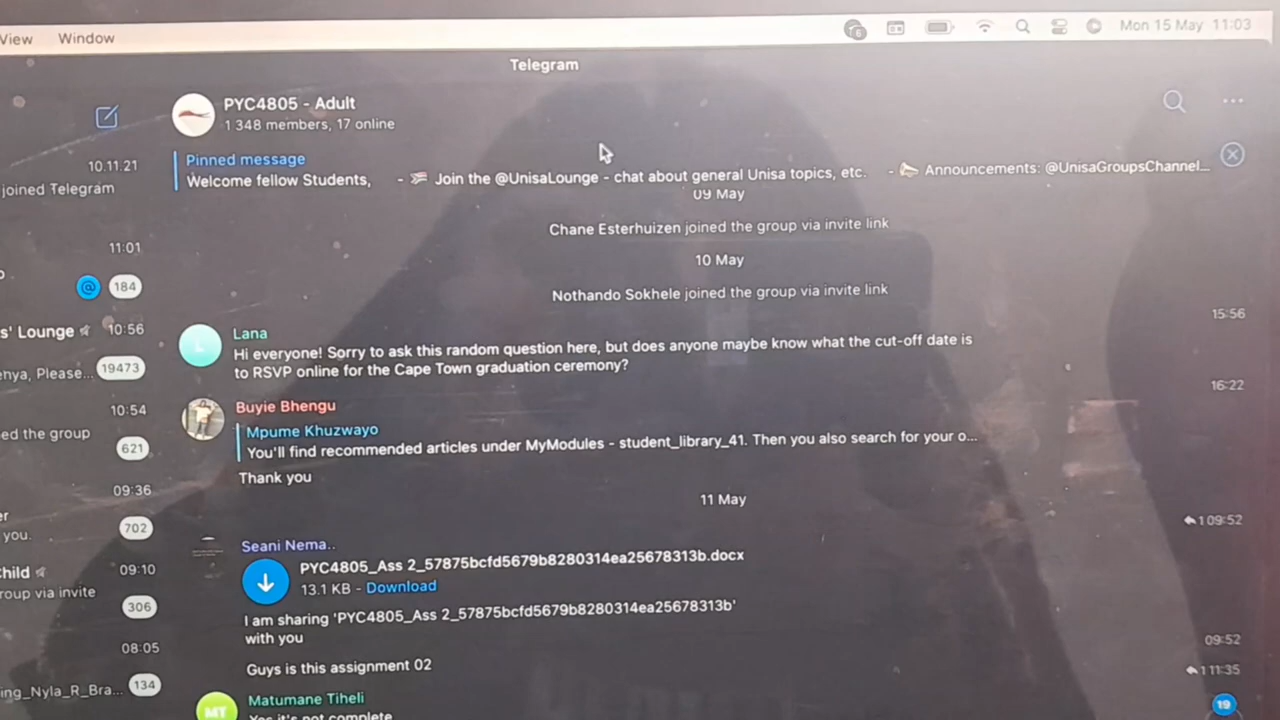 View Window Mon 15 May 11:03
Telegram
PYC4805 - Adult
1 348 members, 17 online
10.11.21
joined Telegram
Pinned message
Welcome fellow Students, - Join the @UnisaLounge - chat about general Unisa topics, etc. - Announcements: @UnisaGroupsChannel...
09 May
Chane Esterhuizen joined the group via invite link
11:01
184
10 May
Nothando Sokhele joined the group via invite link
15:56
s' Lounge 10:56
enya, Please... 19473
Lana
Hi everyone! Sorry to ask this random question here, but does anyone maybe know what the cut-off date is
to RSVP online for the Cape Town graduation ceremony?
16:22
10:54
ed the group
621
Buyie Bhengu
Mpume Khuzwayo
You'll find recommended articles under MyModules - student_library_41. Then you also search for your o...
Thank you
09:36
you.
702
11 May
1 09:52
Child 09:10
roup via invite
306
Seani Nema..
PYC4805_Ass 2_57875bcfd5679b8280314ea25678313b.docx
13.1 KB - Download
I am sharing 'PYC4805_Ass 2_57875bcfd5679b8280314ea25678313b'
with you
09:52
08:05
ing_Nyla_R_Bra... 134
Guys is this assignment 02
1 11:35
MT
Matumane Tiheli
Yes it's not complete
19